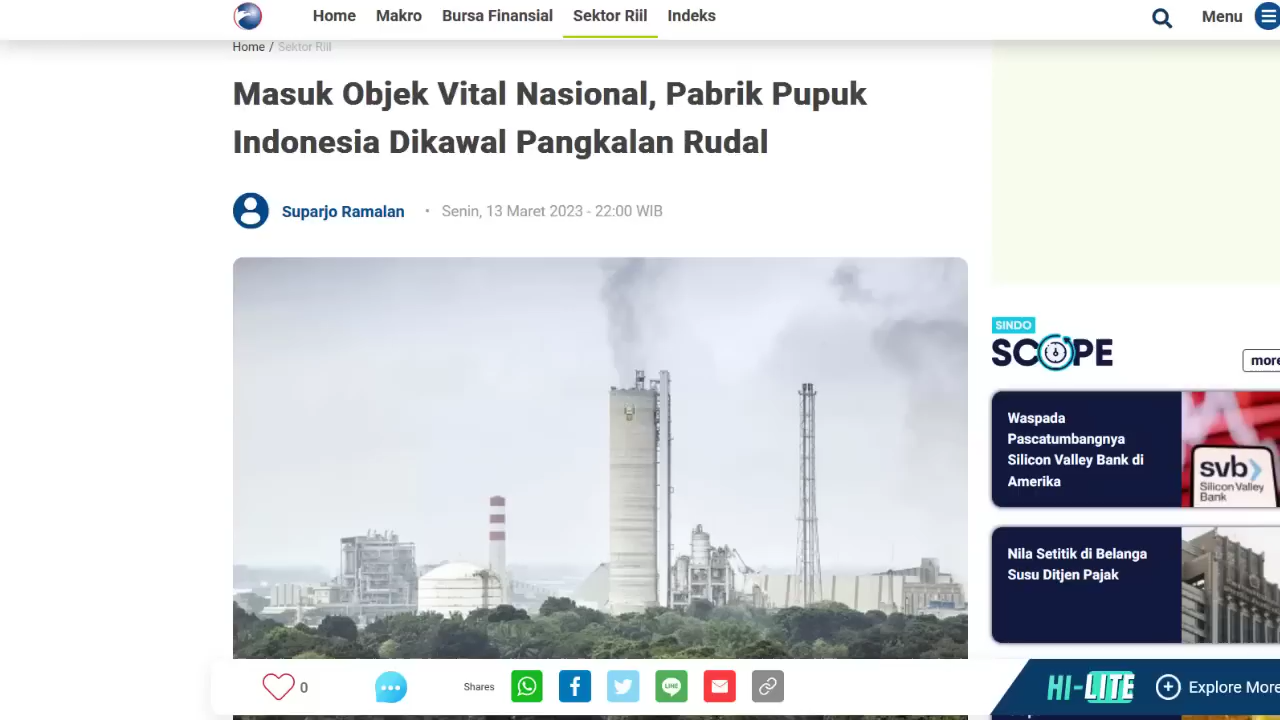 Home Makro Bursa Finansial Sektor Riil Indeks Menu
Home / Sektor Riil
Masuk Objek Vital Nasional, Pabrik Pupuk
Indonesia Dikawal Pangkalan Rudal
Suparjo Ramalan • Senin, 13 Maret 2023 - 22:00 WIB
SINDO
SCOPE
more
Waspada
Pascatumbangnya
Silicon Valley Bank di
Amerika
svb
Silicon Valley
Bank
Nila Setitik di Belanga
Susu Ditjen Pajak
0
Shares
LINE
HI-LITE
Explore More